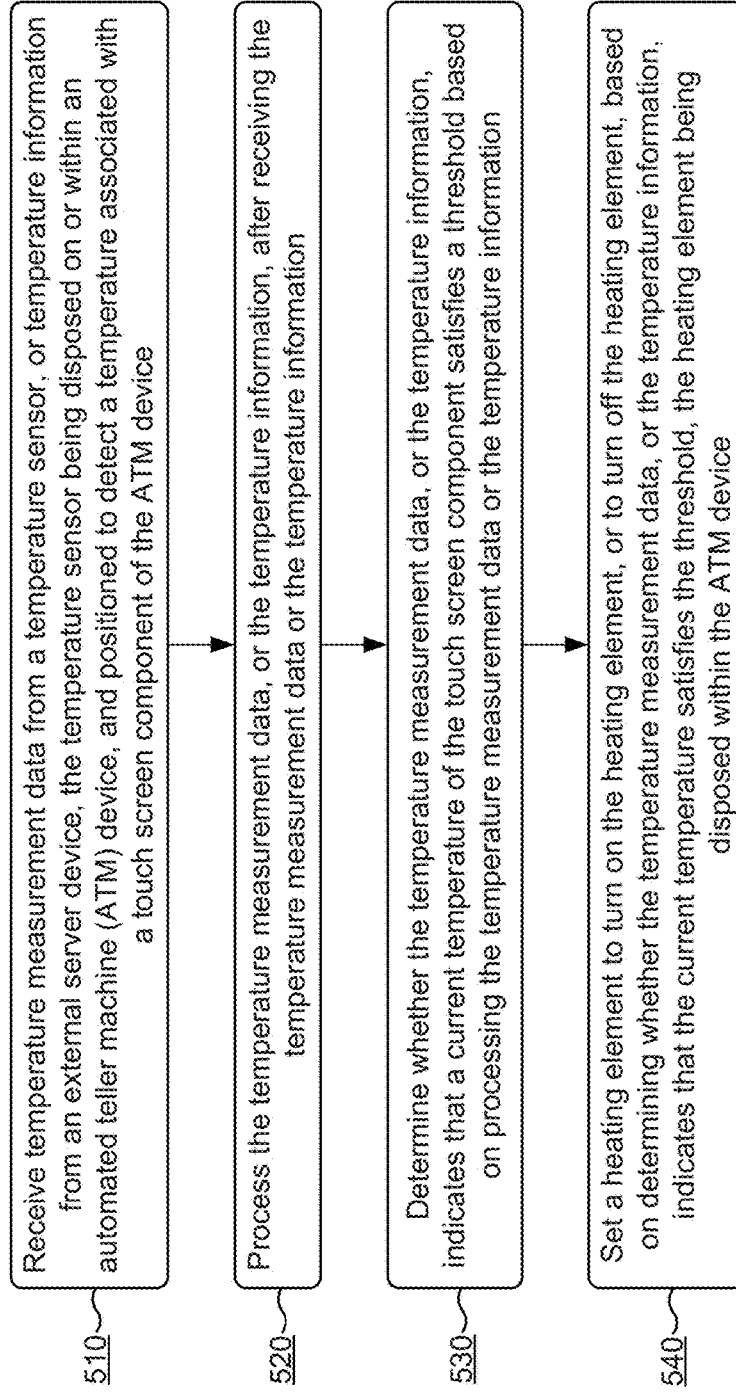 510
Receive temperature measurement data from a temperature sensor, or temperature information
from an external server device, the temperature sensor being disposed on or within an
automated teller machine (ATM) device, and positioned to detect a temperature associated with
a touch screen component of the ATM device
520
Process the temperature measurement data, or the temperature information, after receiving the
temperature measurement data or the temperature information
530
Determine whether the temperature measurement data, or the temperature information,
indicates that a current temperature of the touch screen component satisfies a threshold based
on processing the temperature measurement data or the temperature information
540
Set a heating element to turn on the heating element, or to turn off the heating element, based
on determining whether the temperature measurement data, or the temperature information,
indicates that the current temperature satisfies the threshold, the heating element being
disposed within the ATM device